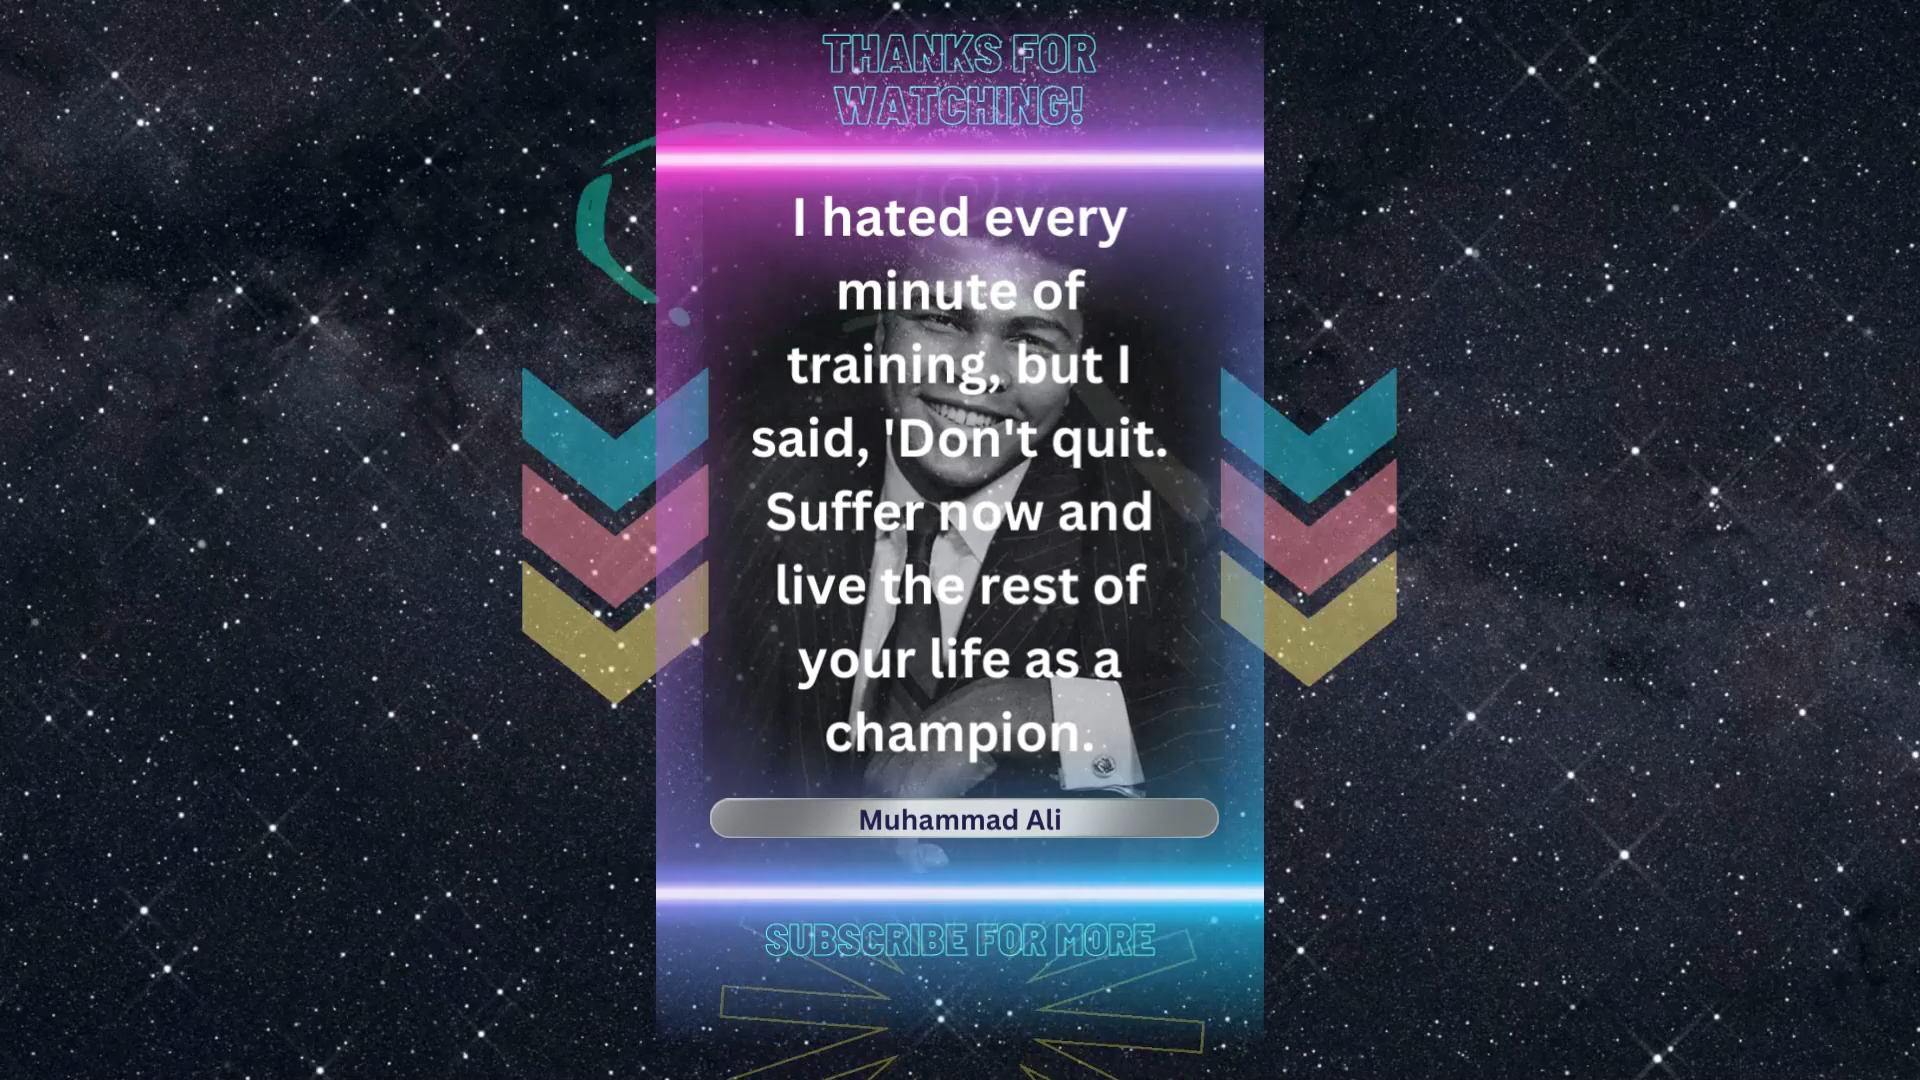 THANKS FOR
WATCHING!
I hated every
minute of
training, but I
said, 'Don't quit.
Suffer now and
live the rest of
your life as a
champion.
Muhammad Ali
SUBSCRIBE FOR MORE